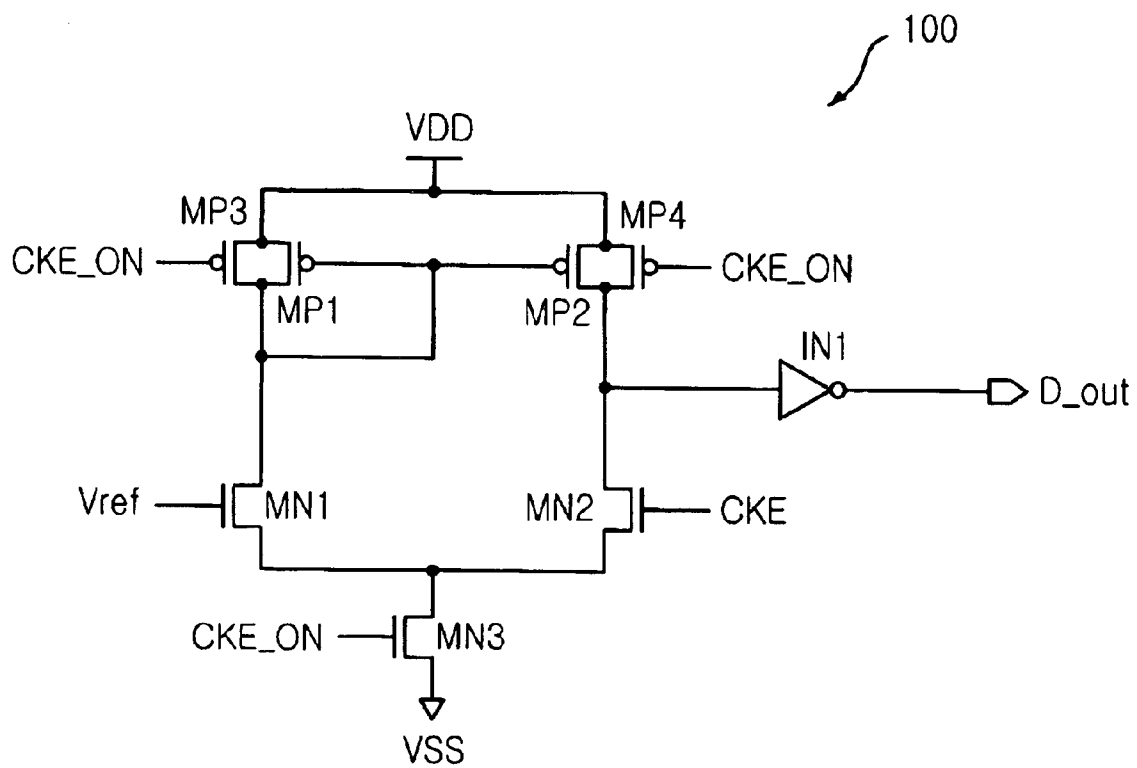 100
VDD
MP3
MP4
CKE_ON
CKE_ON
MP1
MP2
IN1
D_out
Vref
MN1
MN2
CKE
CKE_ON
MN3
VSS